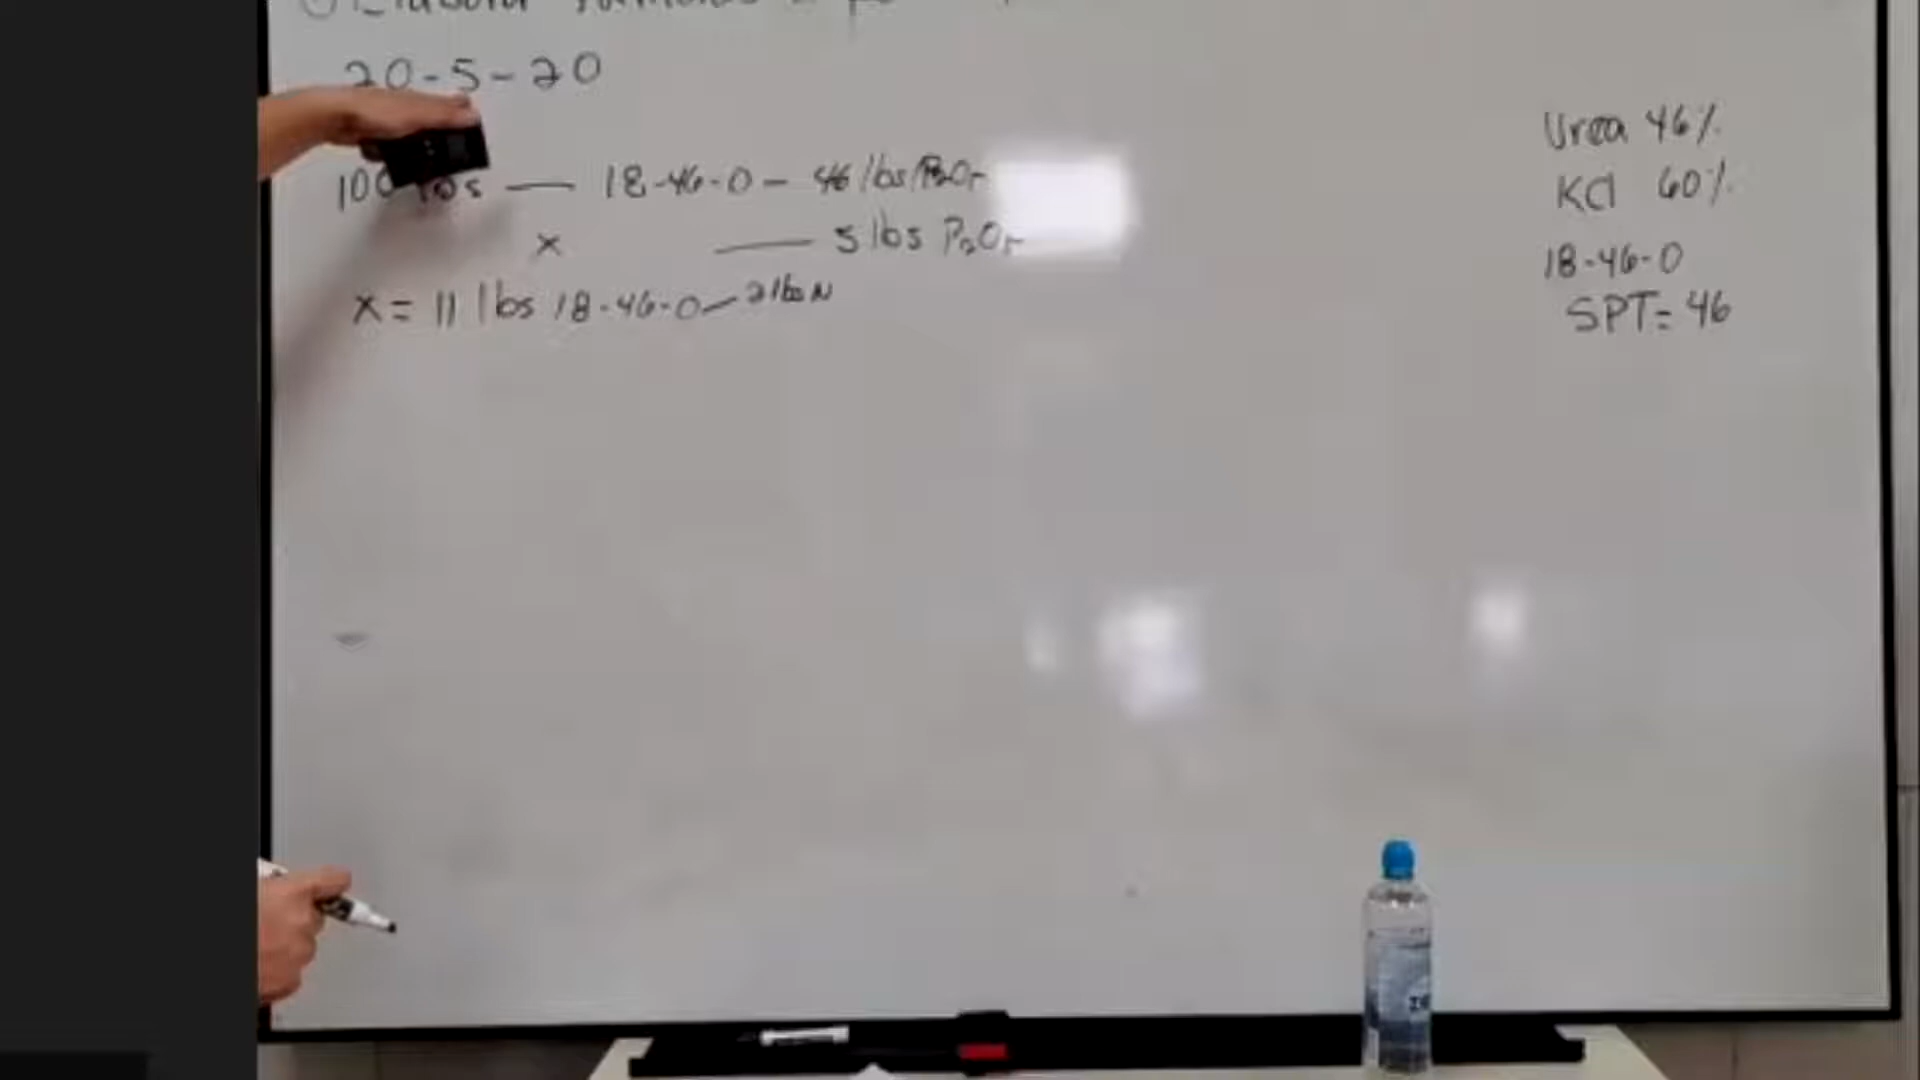 20-5-20
100 lbs — 18-46-0 - 46 lbs P2O5
x — 5 lbs P2O5
x = 11 lbs 18-46-0 — 2 lbs N
Urea 46%
KCl 60%
18-46-0
SPT= 46